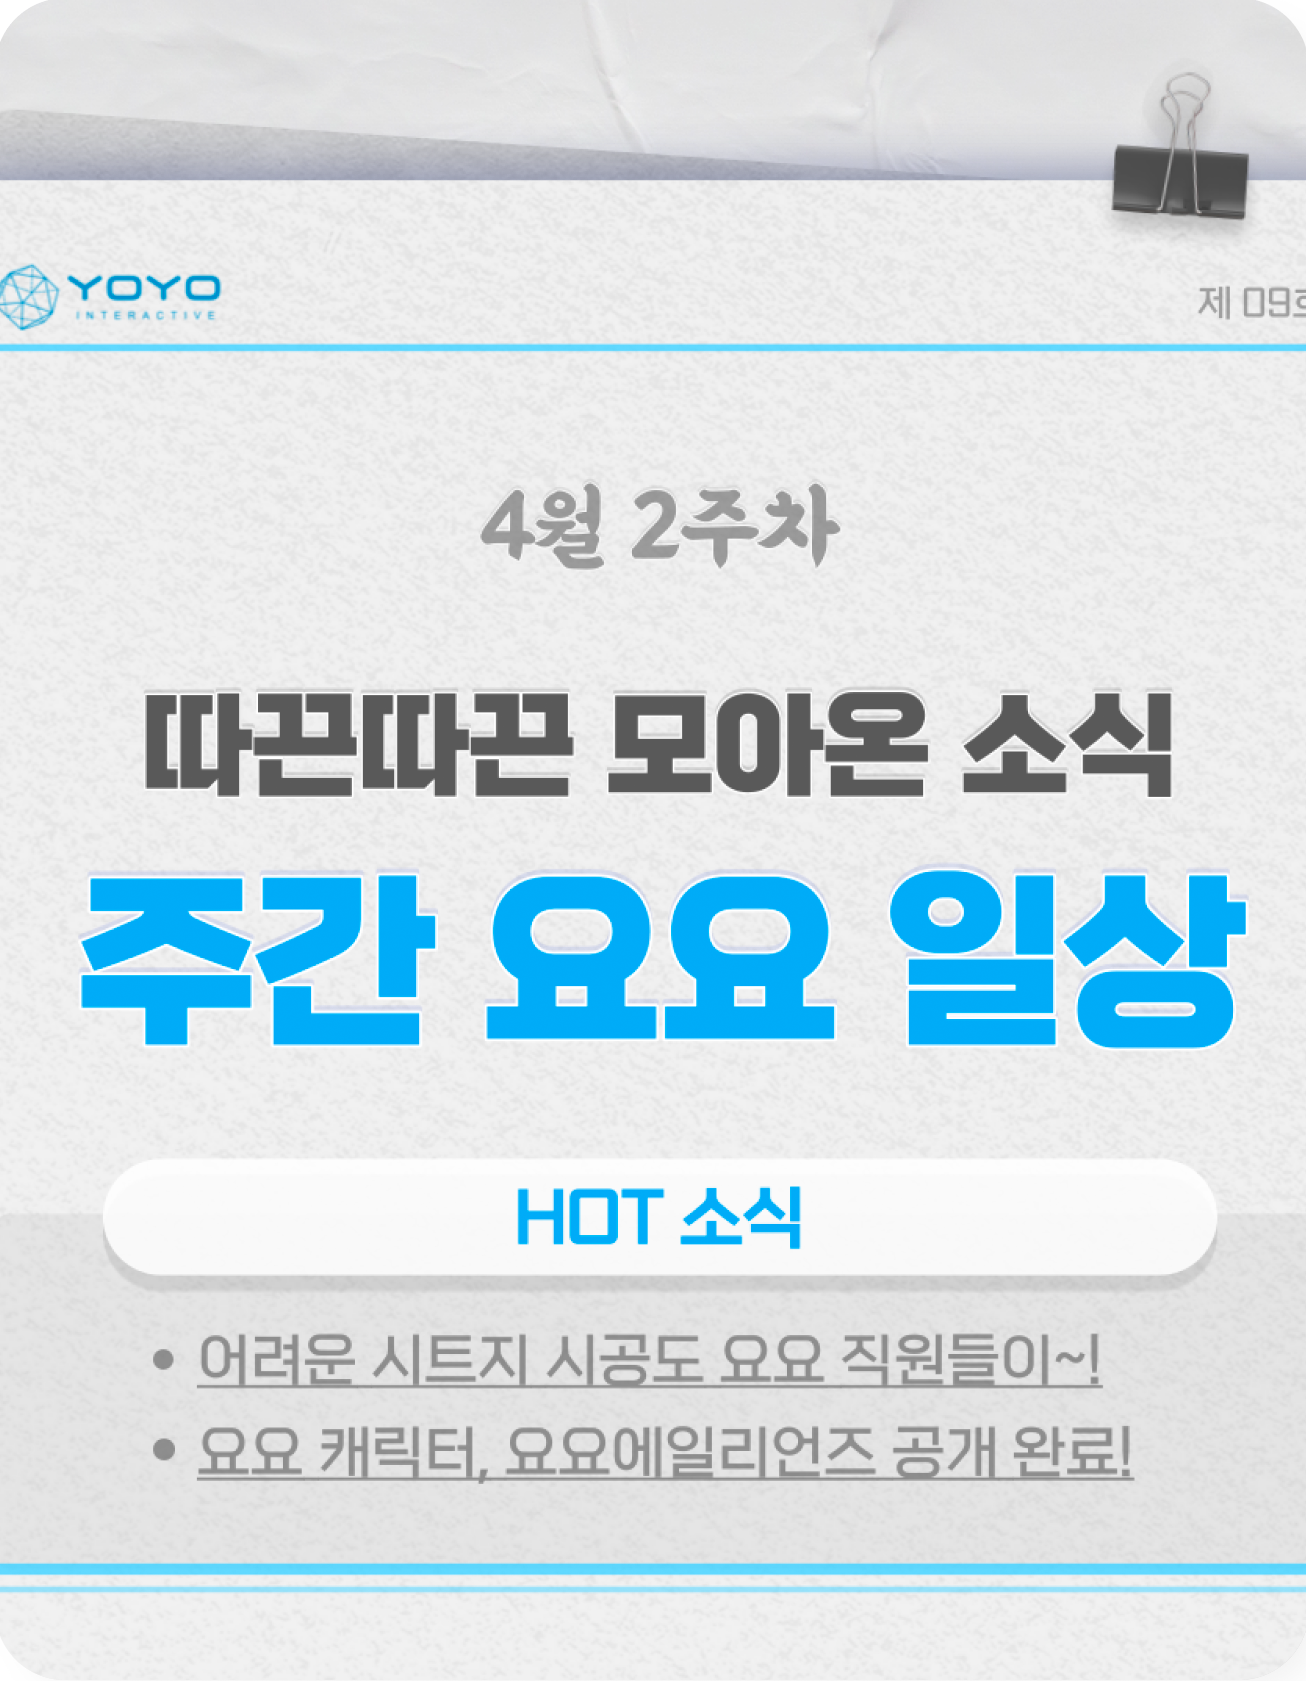 YOYO
INTERACTIVE
제 09호
4월 2주차
따끈따끈 모아온 소식
주간 요요 일상
HOT 소식
• 어려운 시트지 시공도 요요 직원들이~!
• 요요 캐릭터, 요요에일리언즈 공개 완료!